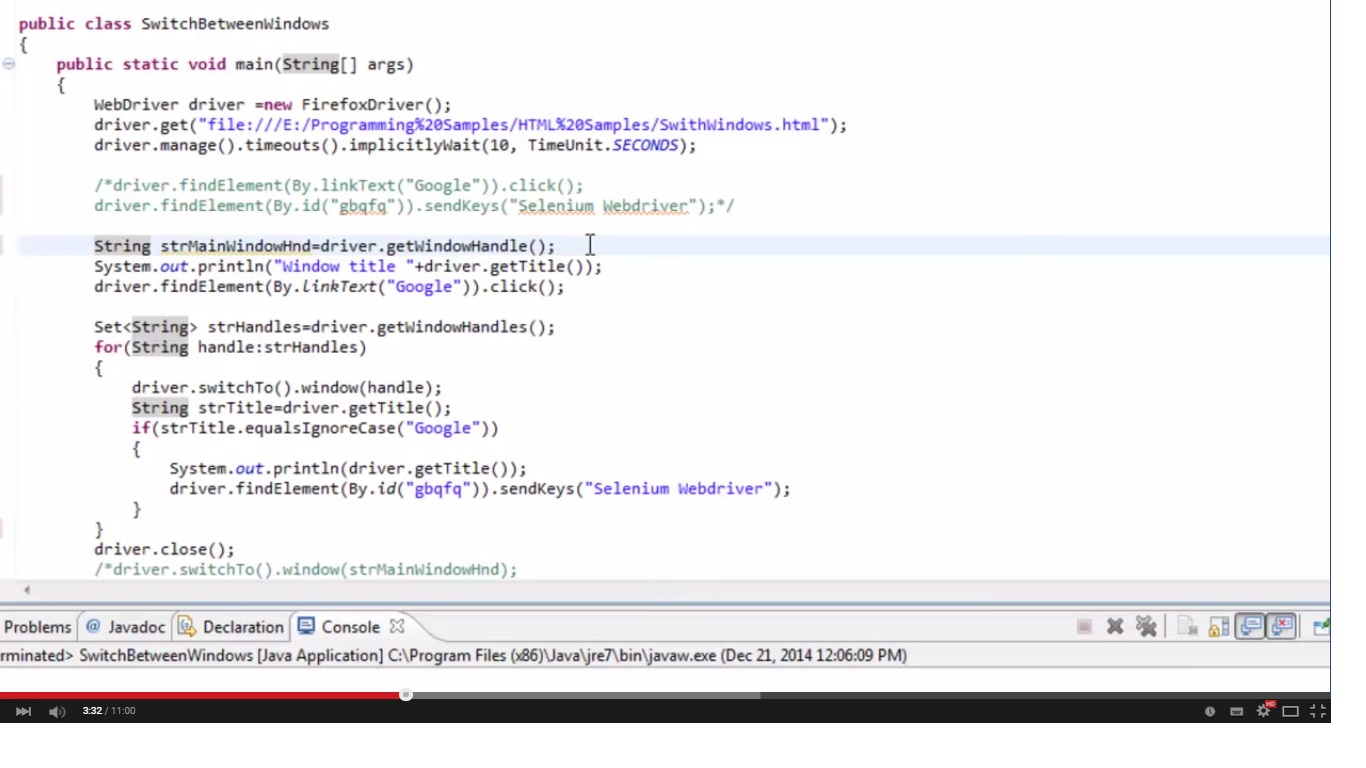 public class SwitchBetweenWindows
{
public static void main(String[] args)
{
WebDriver driver =new FirefoxDriver();
driver.get("file:///E:/Programming%20Samples/HTML%20Samples/SwithWindows.html");
driver.manage().timeouts().implicitlyWait(10, TimeUnit.SECONDS);
/*driver.findElement(By.linkText("Google")).click();
driver.findElement(By.id("gbqfq")).sendKeys("Selenium Webdriver");*/
String strMainWindowHnd=driver.getWindowHandle();
System.out.println("Window title "+driver.getTitle());
driver.findElement(By.linkText("Google")).click();
Set<String> strHandles=driver.getWindowHandles();
for(String handle:strHandles)
{
driver.switchTo().window(handle);
String strTitle=driver.getTitle();
if(strTitle.equalsIgnoreCase("Google"))
{
System.out.println(driver.getTitle());
driver.findElement(By.id("gbqfq")).sendKeys("Selenium Webdriver");
}
}
driver.close();
/*driver.switchTo().window(strMainWindowHnd);
Problems @ Javadoc Declaration Console
rminated> SwitchBetweenWindows [Java Application] C:\Program Files (x86)\Java\jre7\bin\javaw.exe (Dec 21, 2014 12:06:09 PM)
3:32 / 11:00 HD